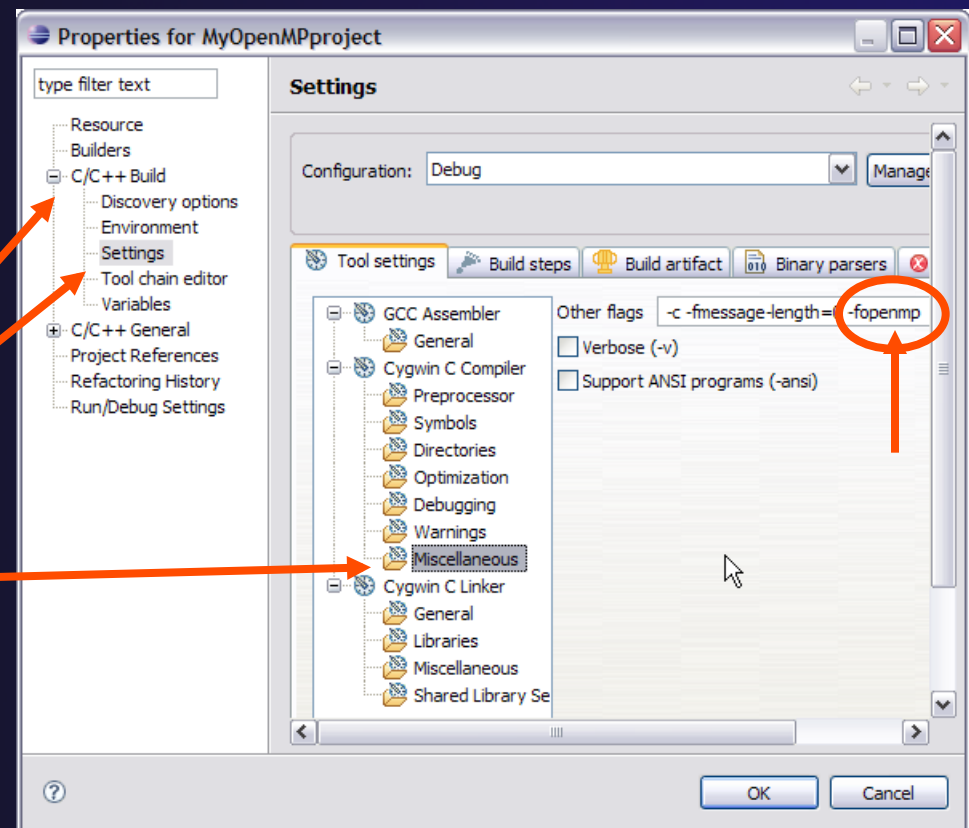 Properties for MyOpenMPproject
type filter text
Resource
Builders
C/C++ Build
Discovery options
Environment
Settings
Tool chain editor
Variables
C/C++ General
Project References
Refactoring History
Run/Debug Settings
Settings
Configuration: Debug
Manage
Tool settings Build steps Build artifact Binary parsers
GCC Assembler
General
Cygwin C Compiler
Preprocessor
Symbols
Directories
Optimization
Debugging
Warnings
Miscellaneous
Cygwin C Linker
General
Libraries
Miscellaneous
Shared Library Se
Other flags -c -fmessage-length= -fopenmp
Verbose (-v)
Support ANSI programs (-ansi)
OK Cancel